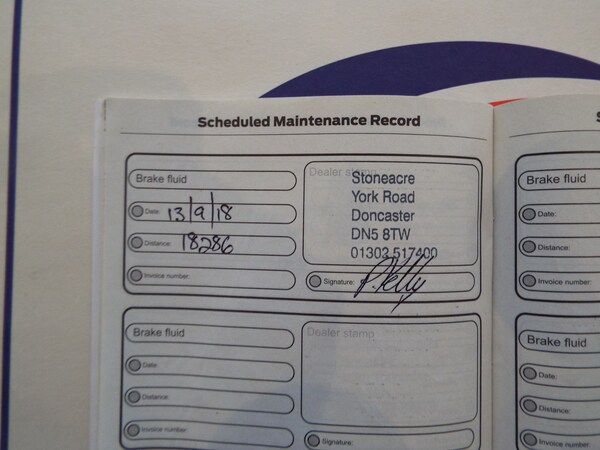 Scheduled Maintenance Record
S
Brake fluid
Date: 13/9/18
Distance: 18286
Invoice number:
Dealer stamp
Stoneacre
York Road
Doncaster
DN5 8TW
01302 517400
Signature: P. Kelly
Brake fluid
Date:
Distance:
Invoice number:
Dealer stamp
Signature:
Brake fluid
Date:
Distance:
Invoice number:
Brake fluid
Date:
Distance:
Invoice number: